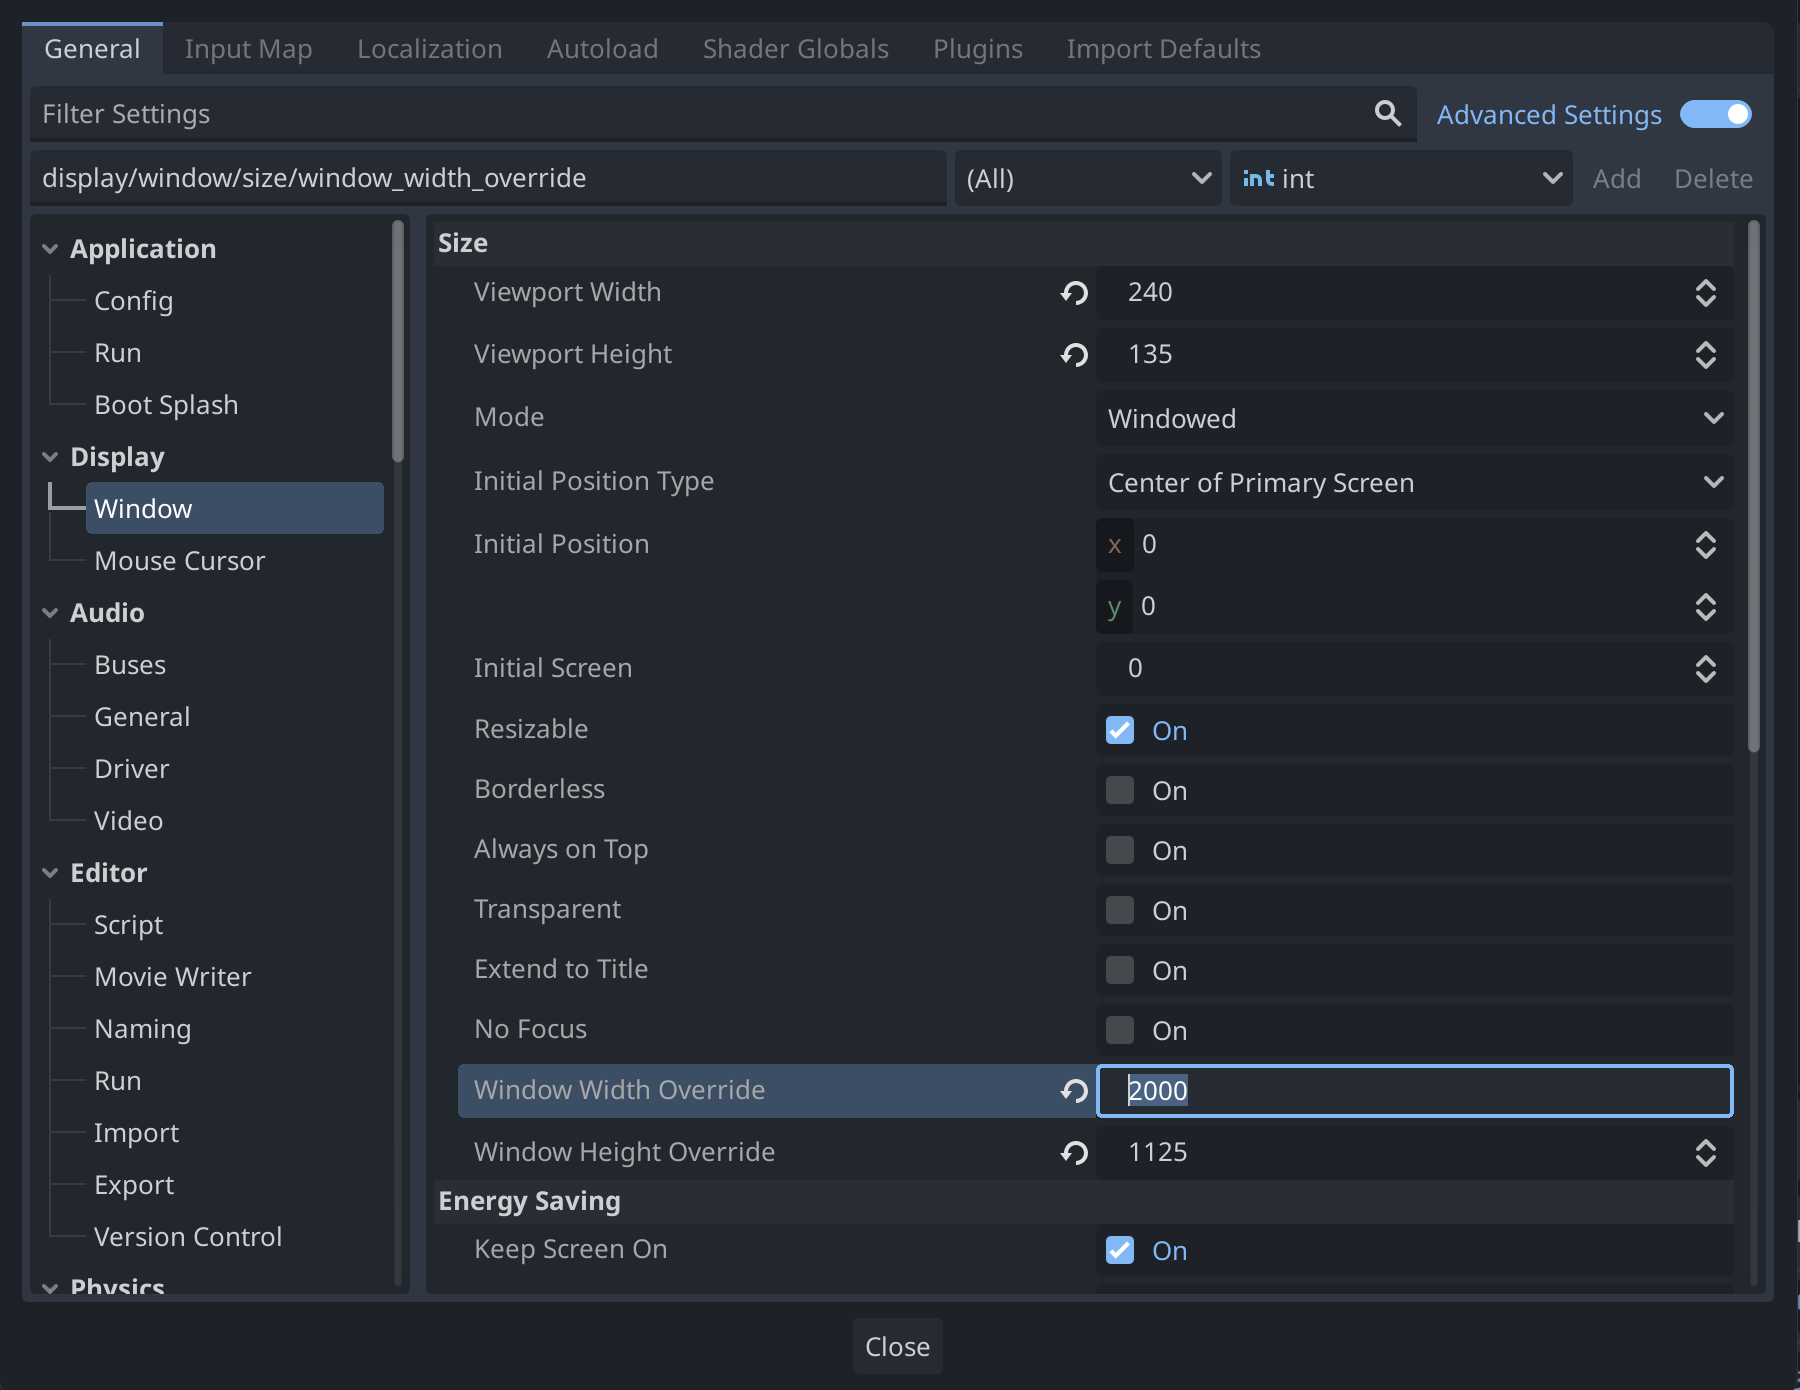 General Input Map Localization Autoload Shader Globals Plugins Import Defaults
Filter Settings Advanced Settings
display/window/size/window_width_override (All) int int Add Delete
Application
Config
Run
Boot Splash
Display
Window
Mouse Cursor
Audio
Buses
General
Driver
Video
Editor
Script
Movie Writer
Naming
Run
Import
Export
Version Control
Physics
Size
Viewport Width 240
Viewport Height 135
Mode Windowed
Initial Position Type Center of Primary Screen
Initial Position x 0
y 0
Initial Screen 0
Resizable On
Borderless On
Always on Top On
Transparent On
Extend to Title On
No Focus On
Window Width Override 2000
Window Height Override 1125
Energy Saving
Keep Screen On On
Close